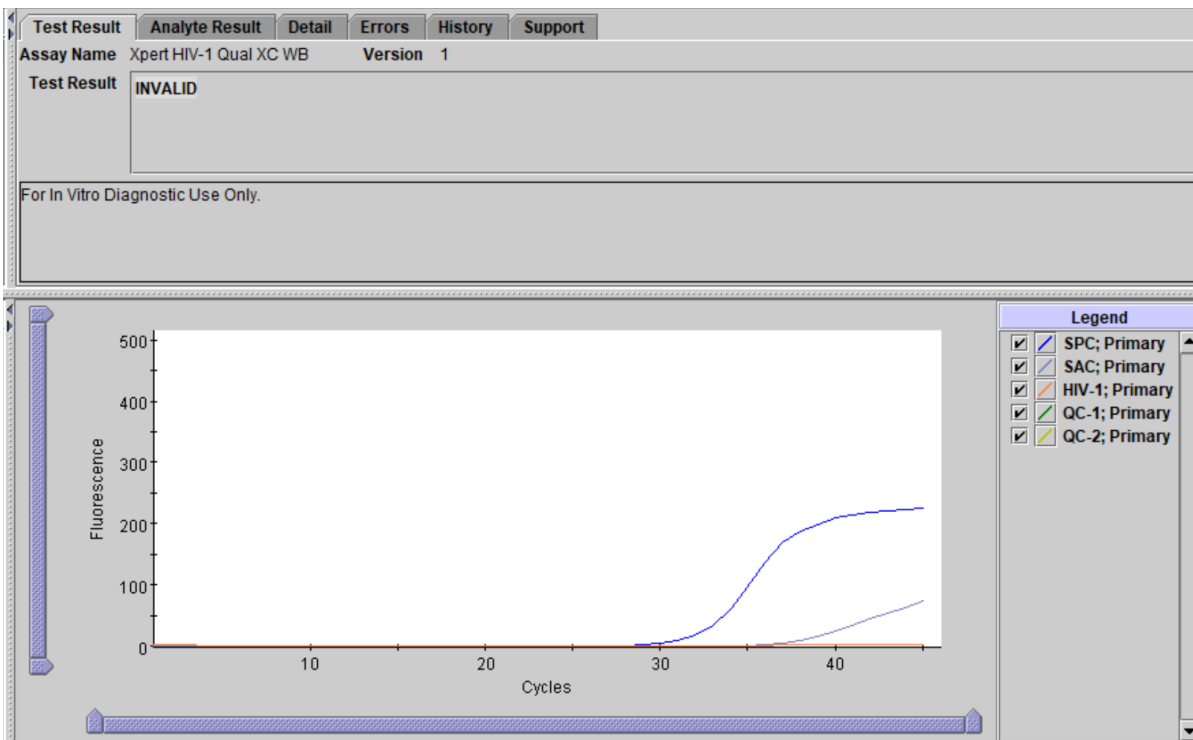 Test Result Analyte Result Detail Errors History Support
Assay Name Xpert HIV-1 Qual XC WB Version 1
Test Result INVALID
For In Vitro Diagnostic Use Only.
Legend
SPC; Primary
SAC; Primary
HIV-1; Primary
QC-1; Primary
QC-2; Primary
500
400
300
200
100
0
Fluorescence
10 20 30 40
Cycles